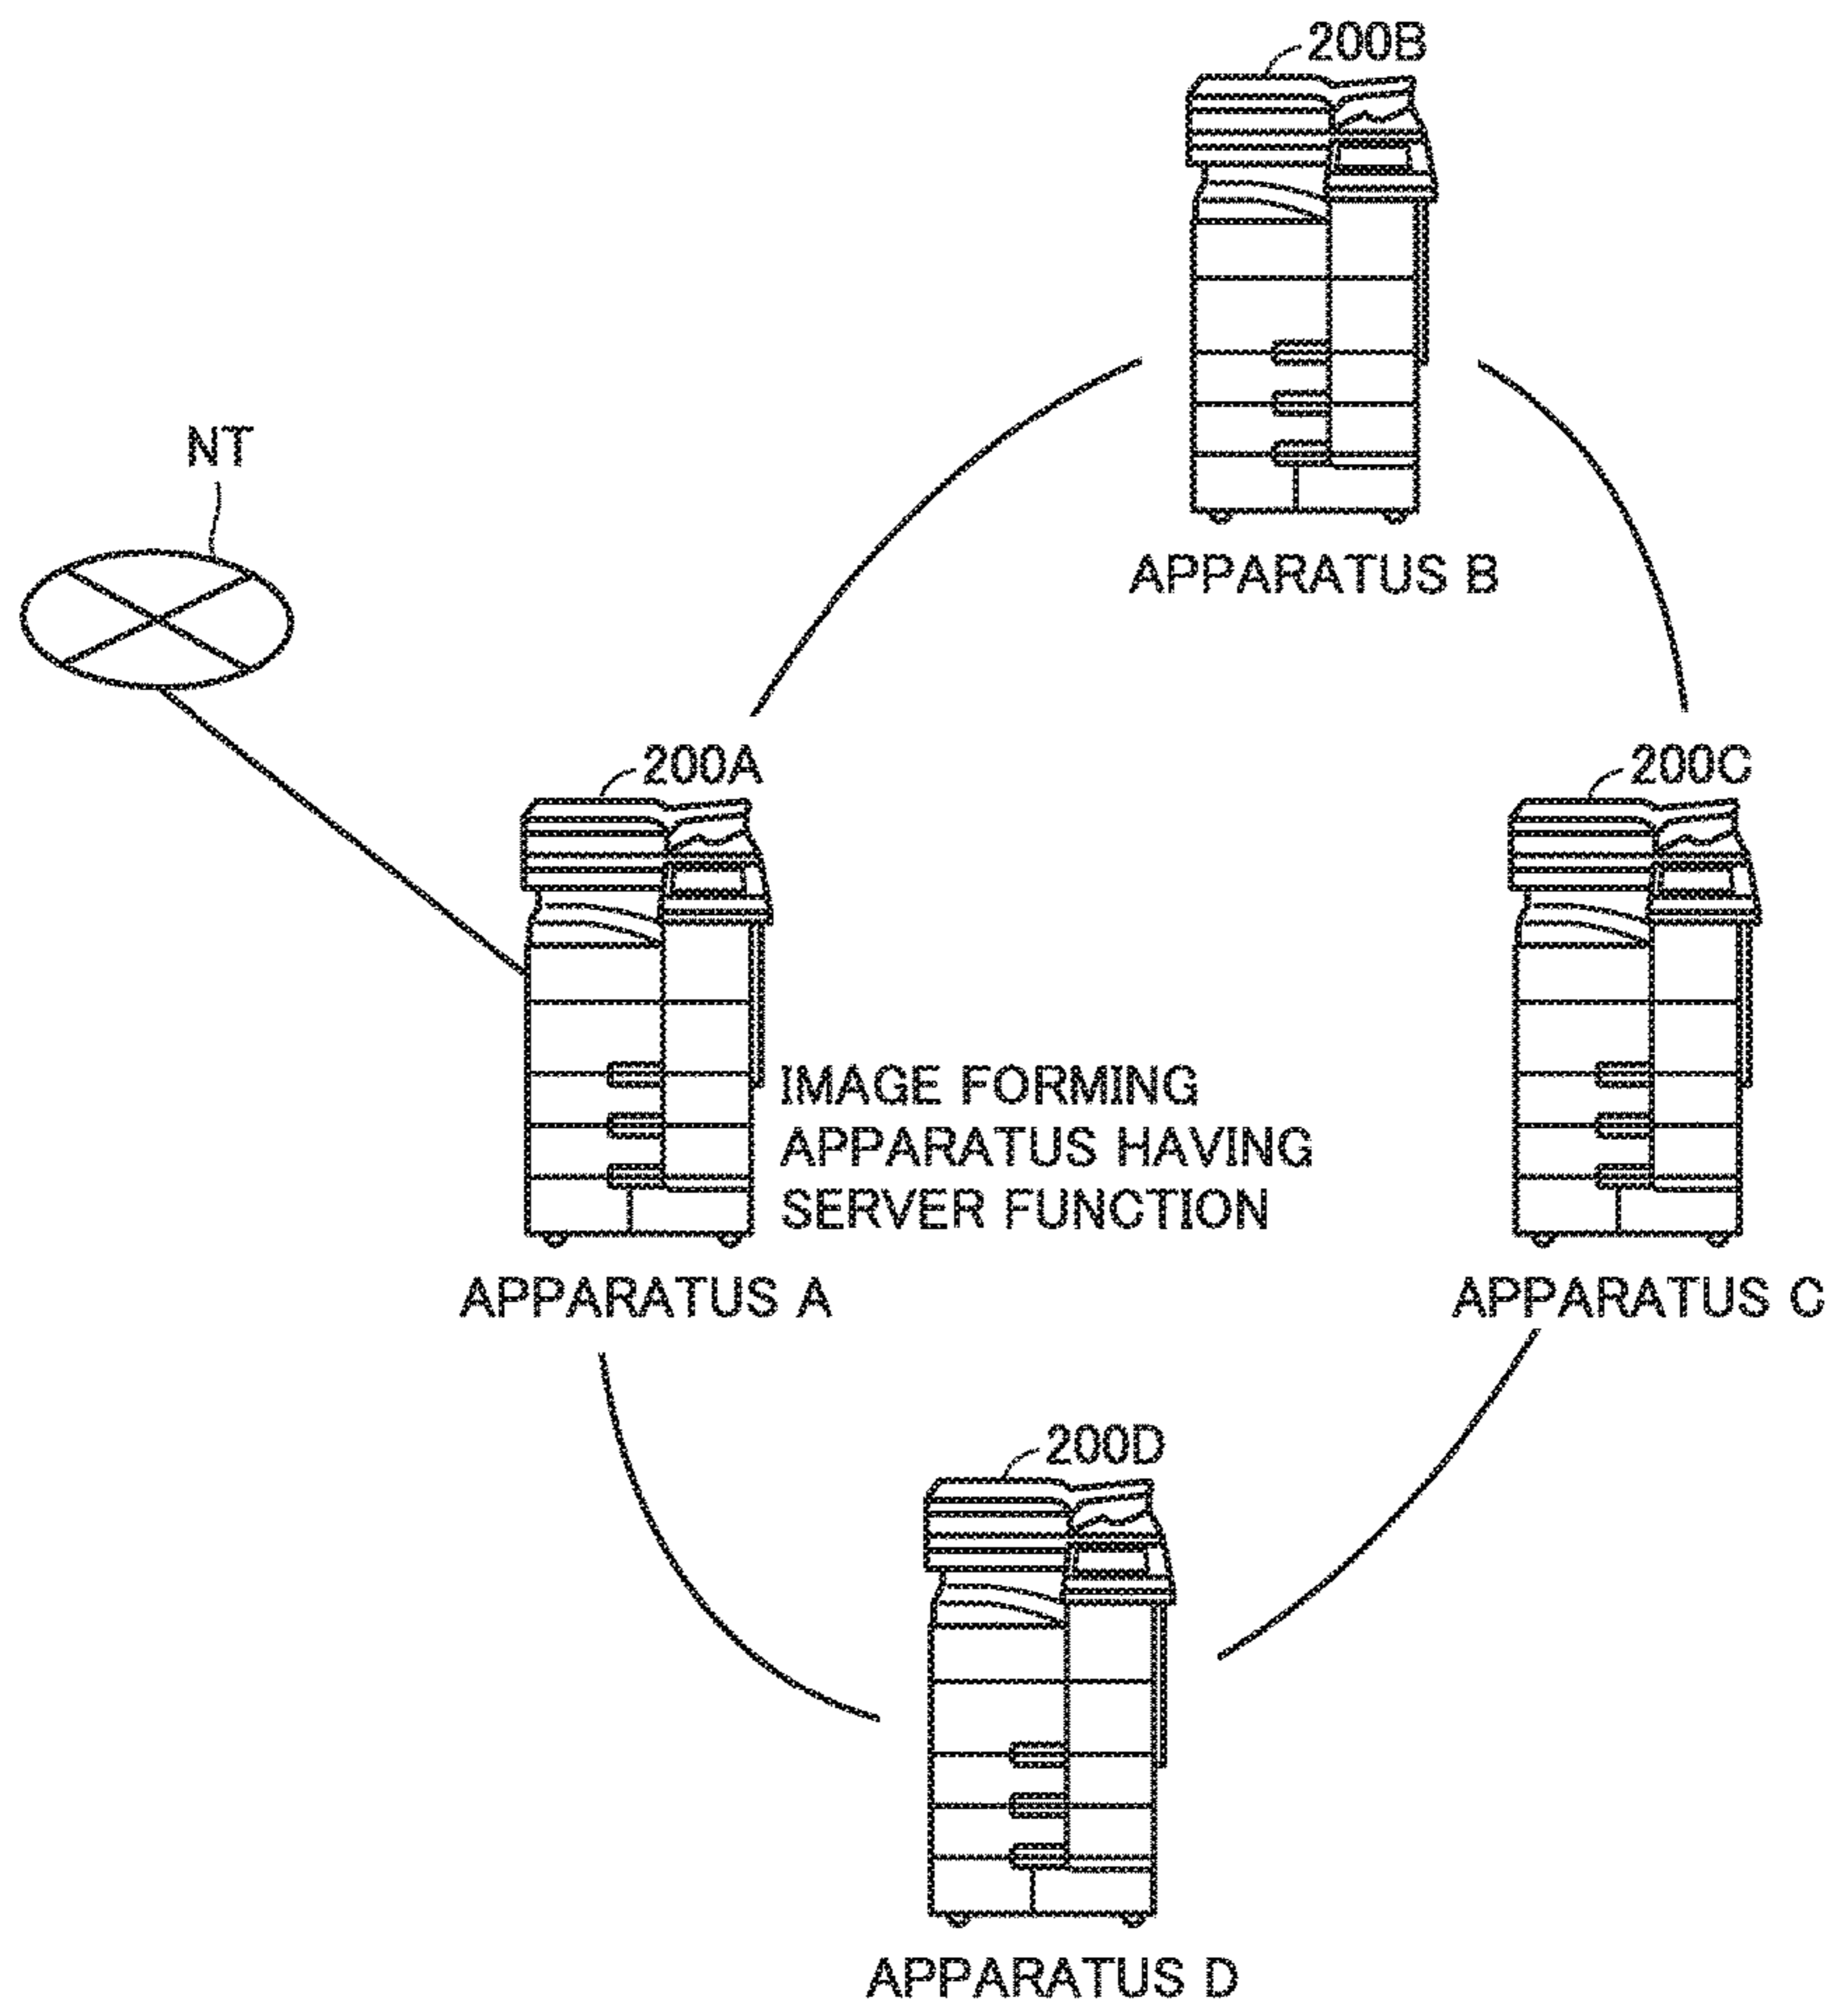 200B
APPARATUS B
NT
200A
IMAGE FORMING
APPARATUS HAVING
SERVER FUNCTION
APPARATUS A
200C
APPARATUS C
200D
APPARATUS D